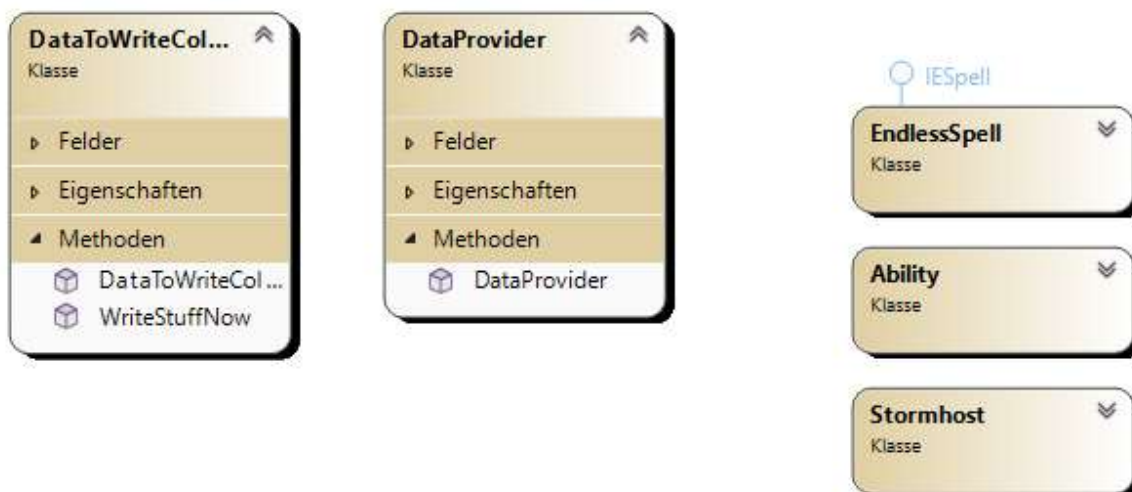 DataToWriteCol...
Klasse
Felder
Eigenschaften
Methoden
DataToWriteCol...
WriteStuffNow
DataProvider
Klasse
Felder
Eigenschaften
Methoden
DataProvider
IESpell
EndlessSpell
Klasse
Ability
Klasse
Stormhost
Klasse